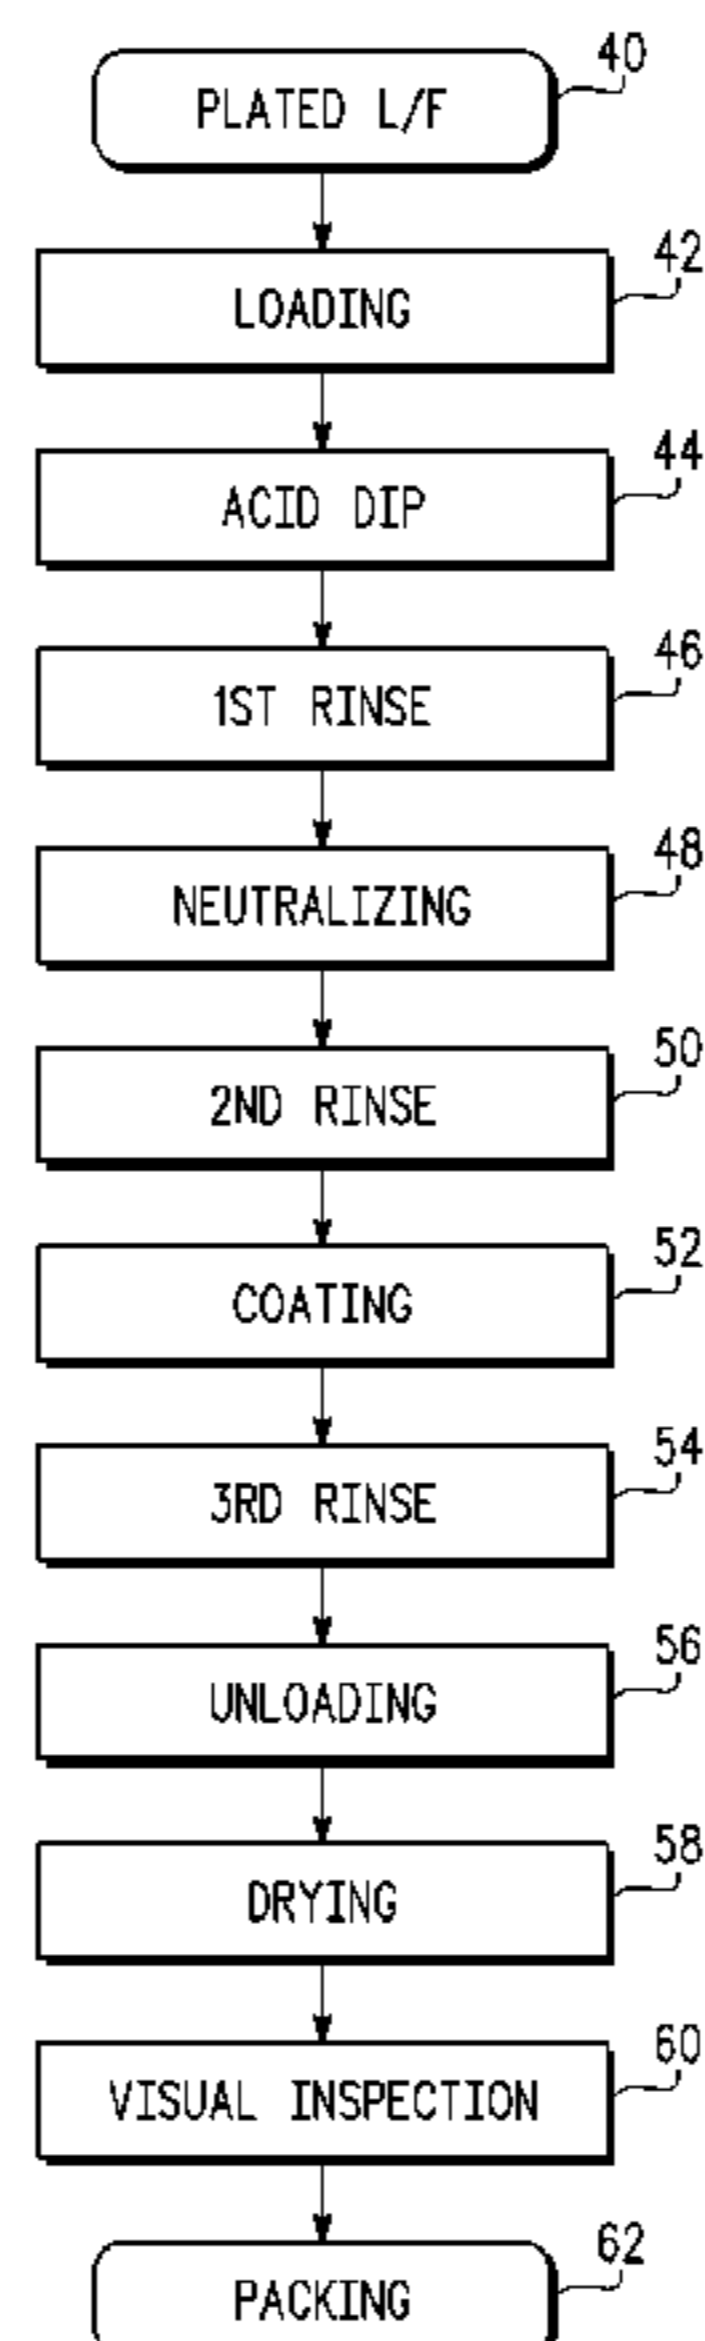 40
PLATED L/F
42
LOADING
44
ACID DIP
46
1ST RINSE
48
NEUTRALIZING
50
2ND RINSE
52
COATING
54
3RD RINSE
56
UNLOADING
58
DRYING
60
VISUAL INSPECTION
62
PACKING